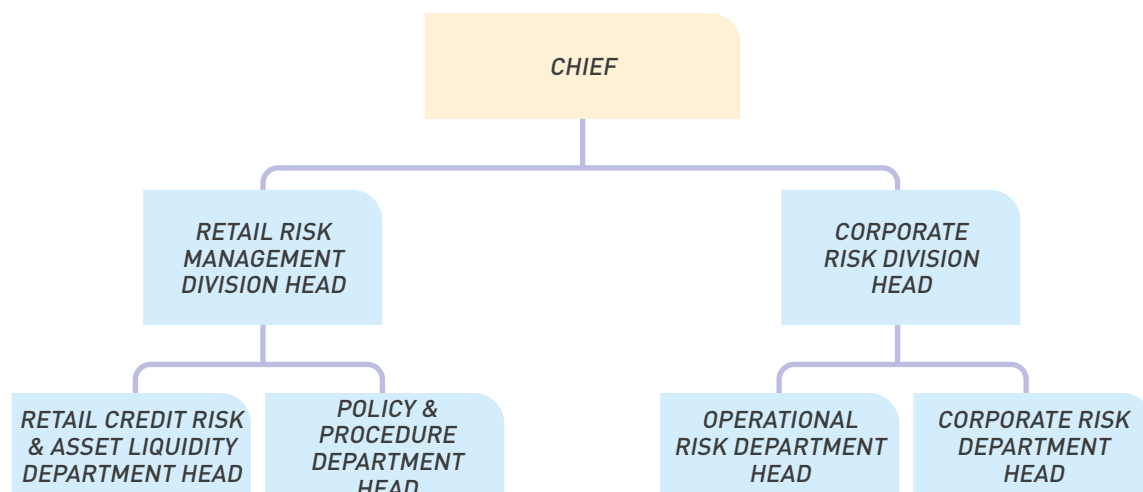 CHIEF
RETAIL RISK
MANAGEMENT
DIVISION HEAD
CORPORATE
RISK DIVISION
HEAD
RETAIL CREDIT RISK
& ASSET LIQUIDITY
DEPARTMENT HEAD
POLICY &
PROCEDURE
DEPARTMENT
HEAD
OPERATIONAL
RISK DEPARTMENT
HEAD
CORPORATE RISK
DEPARTMENT
HEAD